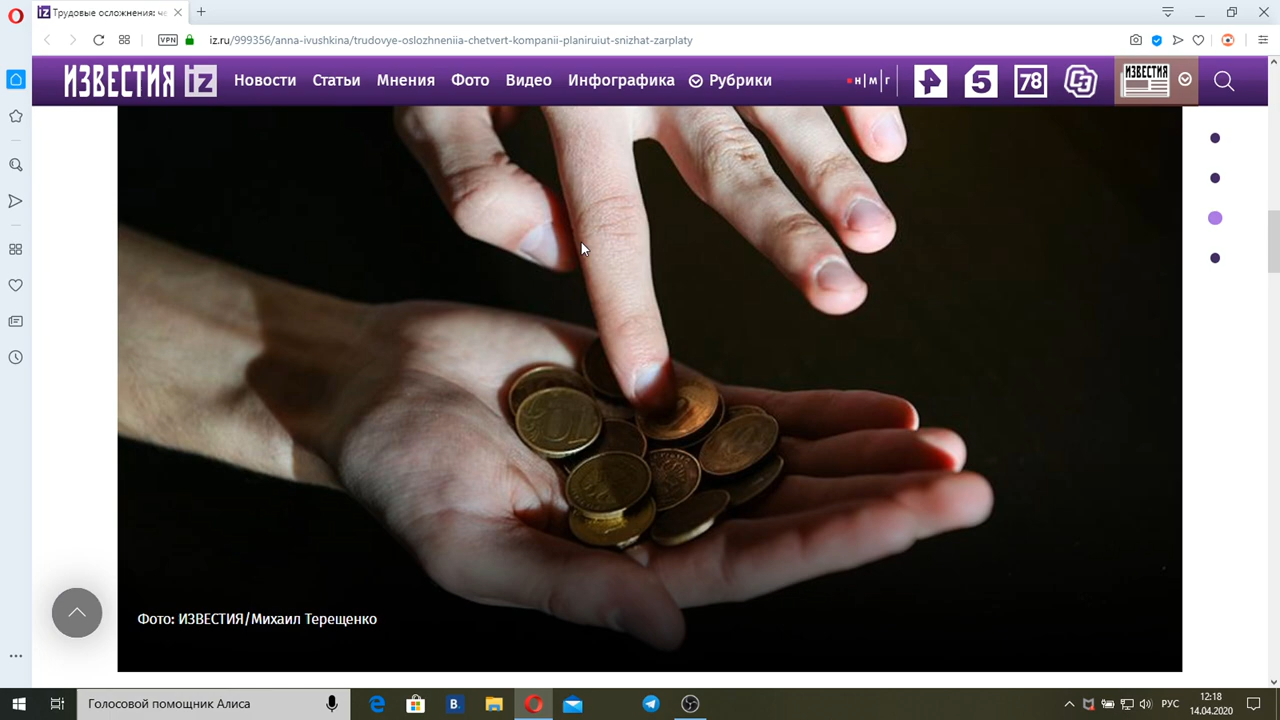 Трудовые осложнения: че
VPN
iz.ru/999356/anna-ivushkina/trudovye-oslozhneniia-chetvert-kompanii-planiruiut-snizhat-zarplaty
ИЗВЕСТИЯ iz Новости Статьи Мнения Фото Видео Инфографика Рубрики н|м|г 5 78 ИЗВЕСТИЯ
10
Фото: ИЗВЕСТИЯ/Михаил Терещенко
Голосовой помощник Алиса
B.
РУС
12:18
14.04.2020